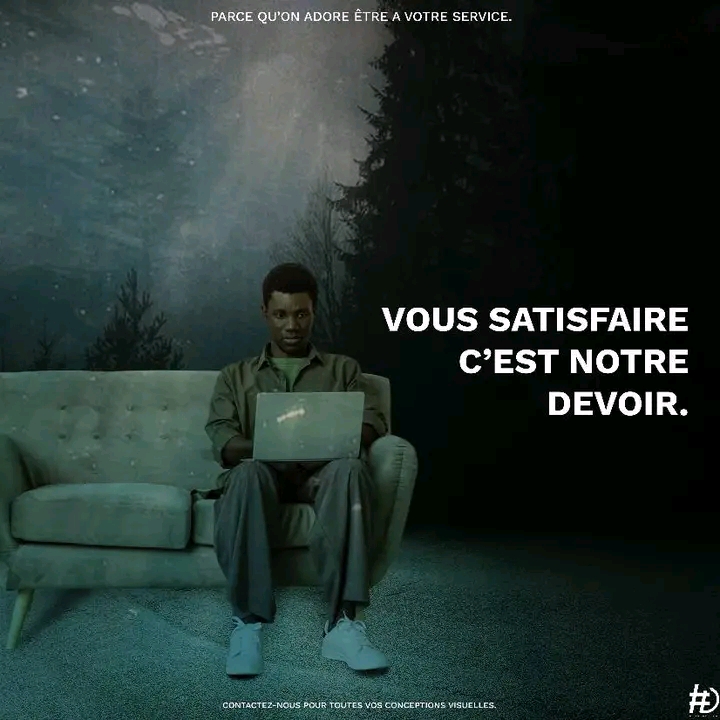 PARCE QU'ON ADORE ÊTRE A VOTRE SERVICE.
VOUS SATISFAIRE
C'EST NOTRE
DEVOIR.
CONTACTEZ-NOUS POUR TOUTES VOS CONCEPTIONS VISUELLES.